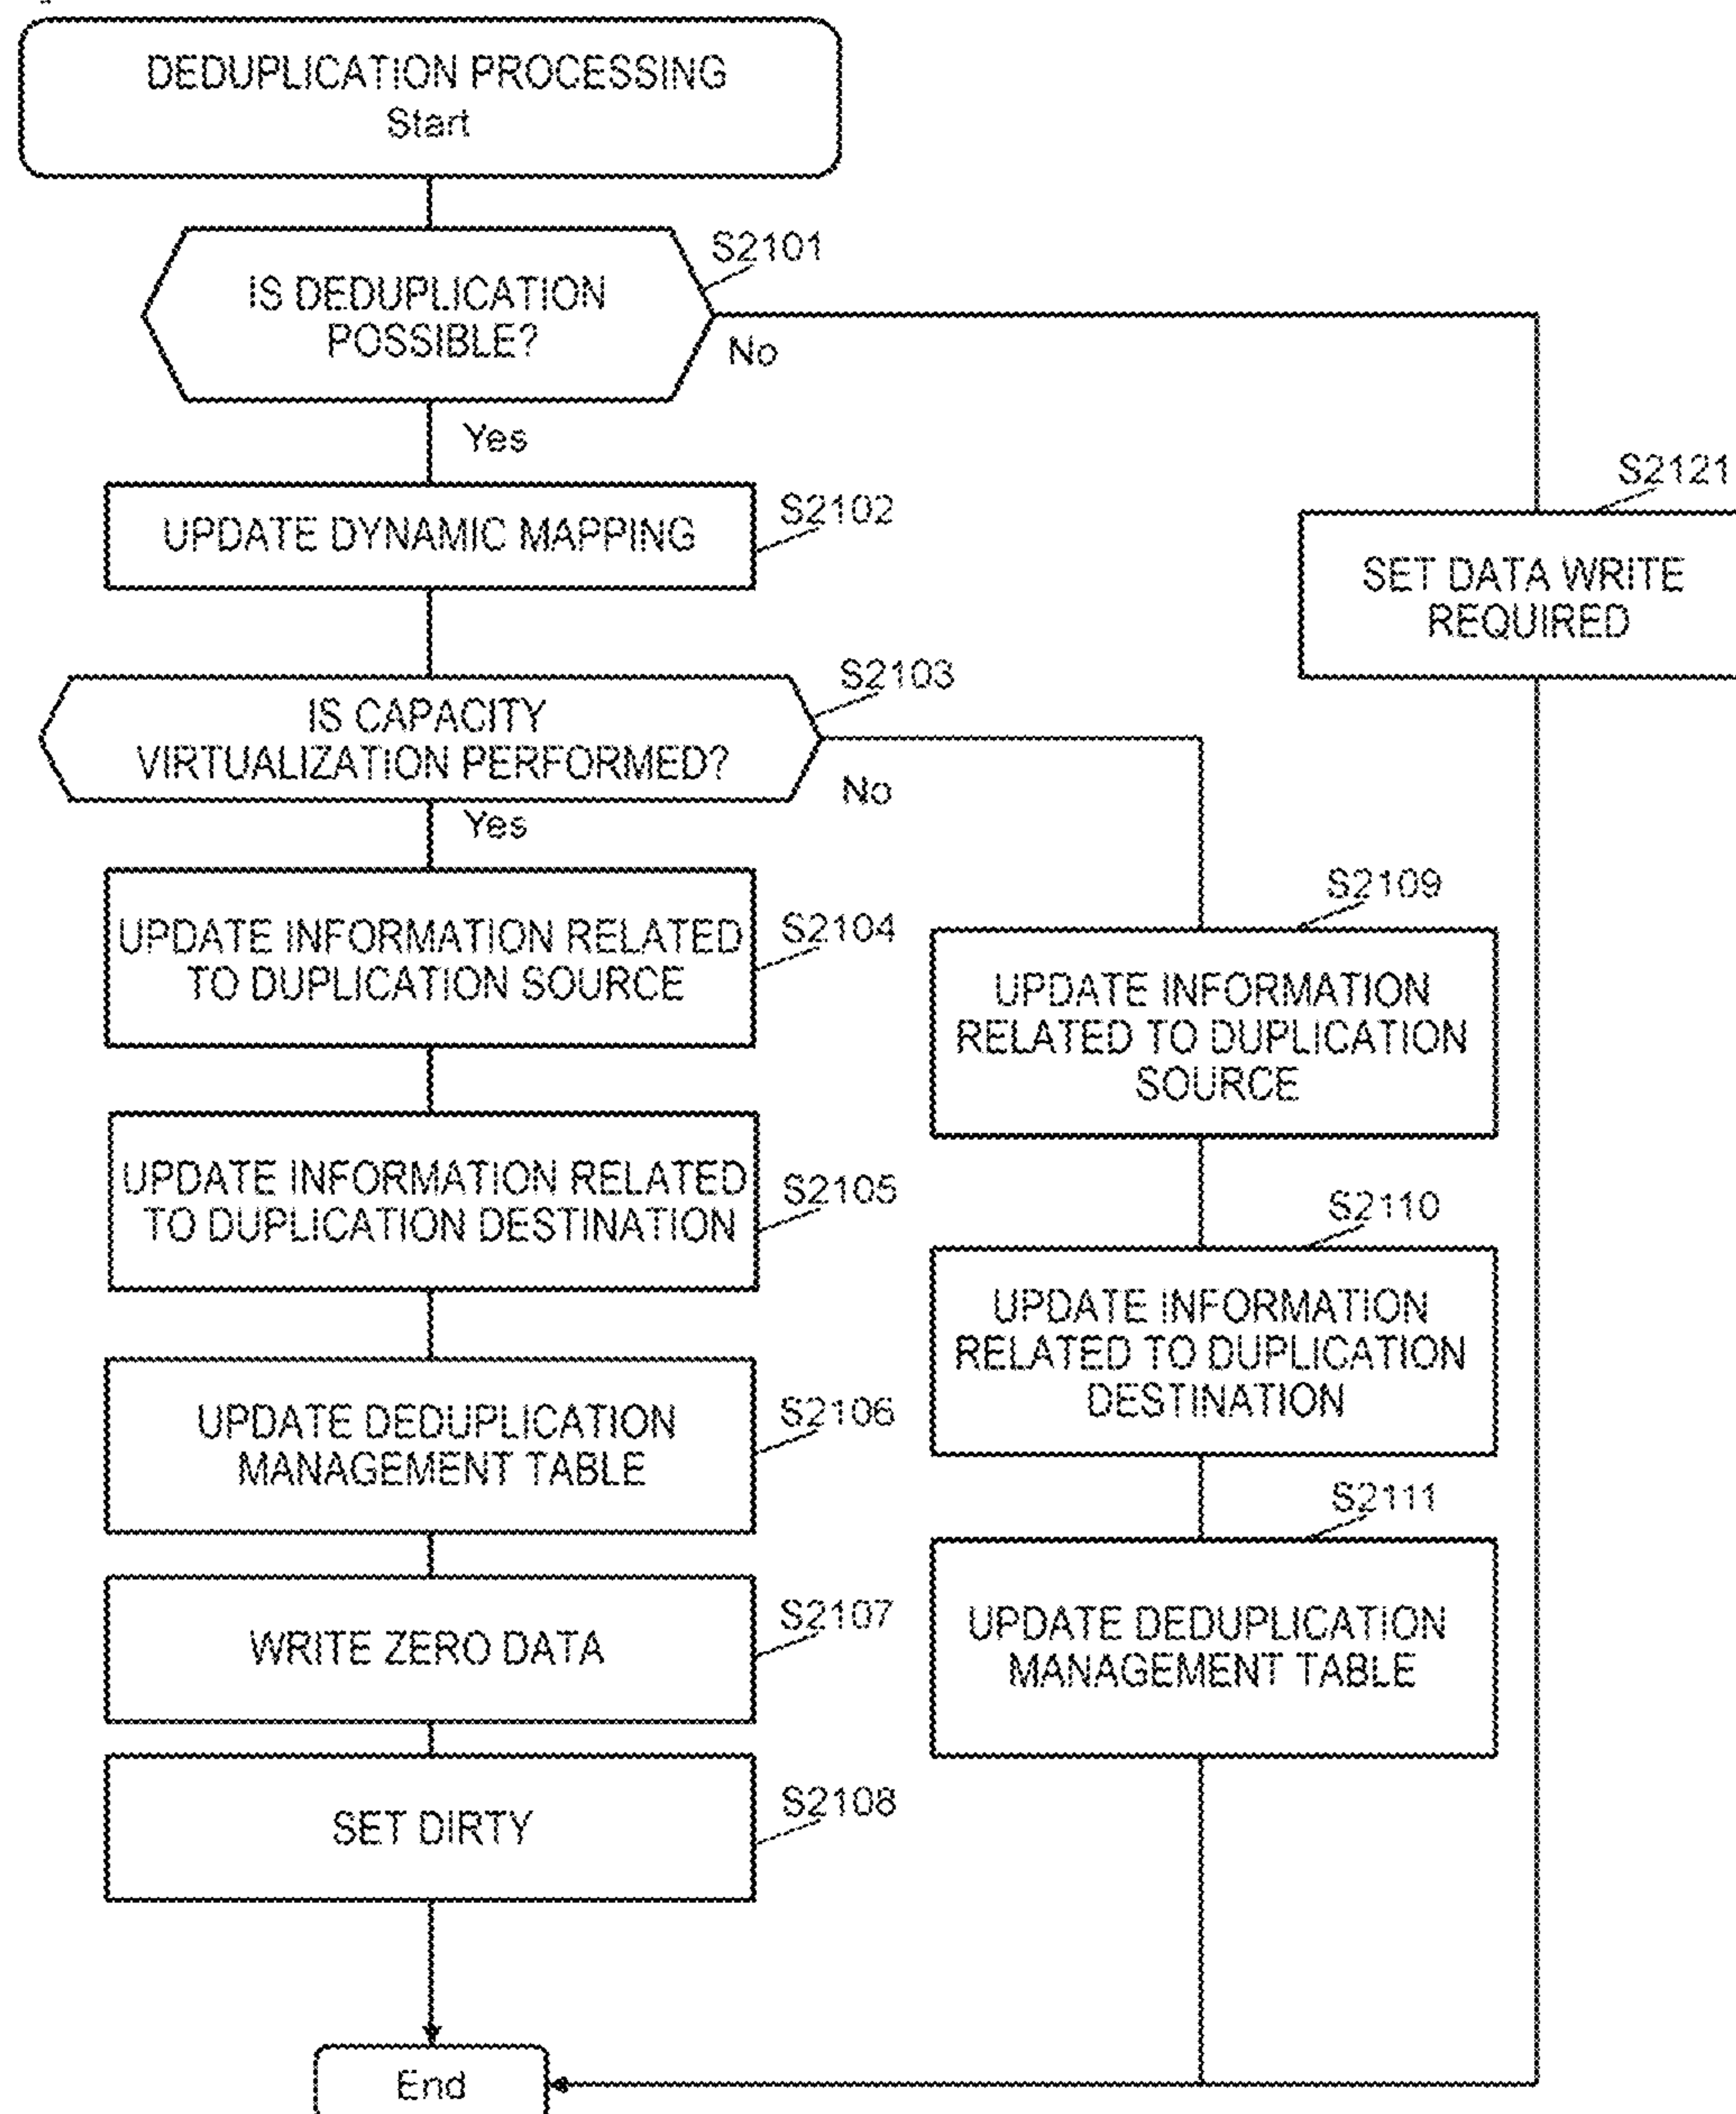 DEDUPLICATION PROCESSING
Start
S2101
IS DEDUPLICATION
POSSIBLE?
No
Yes
S2102
UPDATE DYNAMIC MAPPING
S2121
SET DATA WRITE
REQUIRED
S2103
IS CAPACITY
VIRTUALIZATION PERFORMED?
No
Yes
S2104
UPDATE INFORMATION RELATED
TO DUPLICATION SOURCE
S2109
UPDATE INFORMATION
RELATED TO DUPLICATION
SOURCE
S2105
UPDATE INFORMATION RELATED
TO DUPLICATION DESTINATION
S2110
UPDATE INFORMATION
RELATED TO DUPLICATION
DESTINATION
S2106
UPDATE DEDUPLICATION
MANAGEMENT TABLE
S2111
UPDATE DEDUPLICATION
MANAGEMENT TABLE
S2107
WRITE ZERO DATA
S2108
SET DIRTY
End